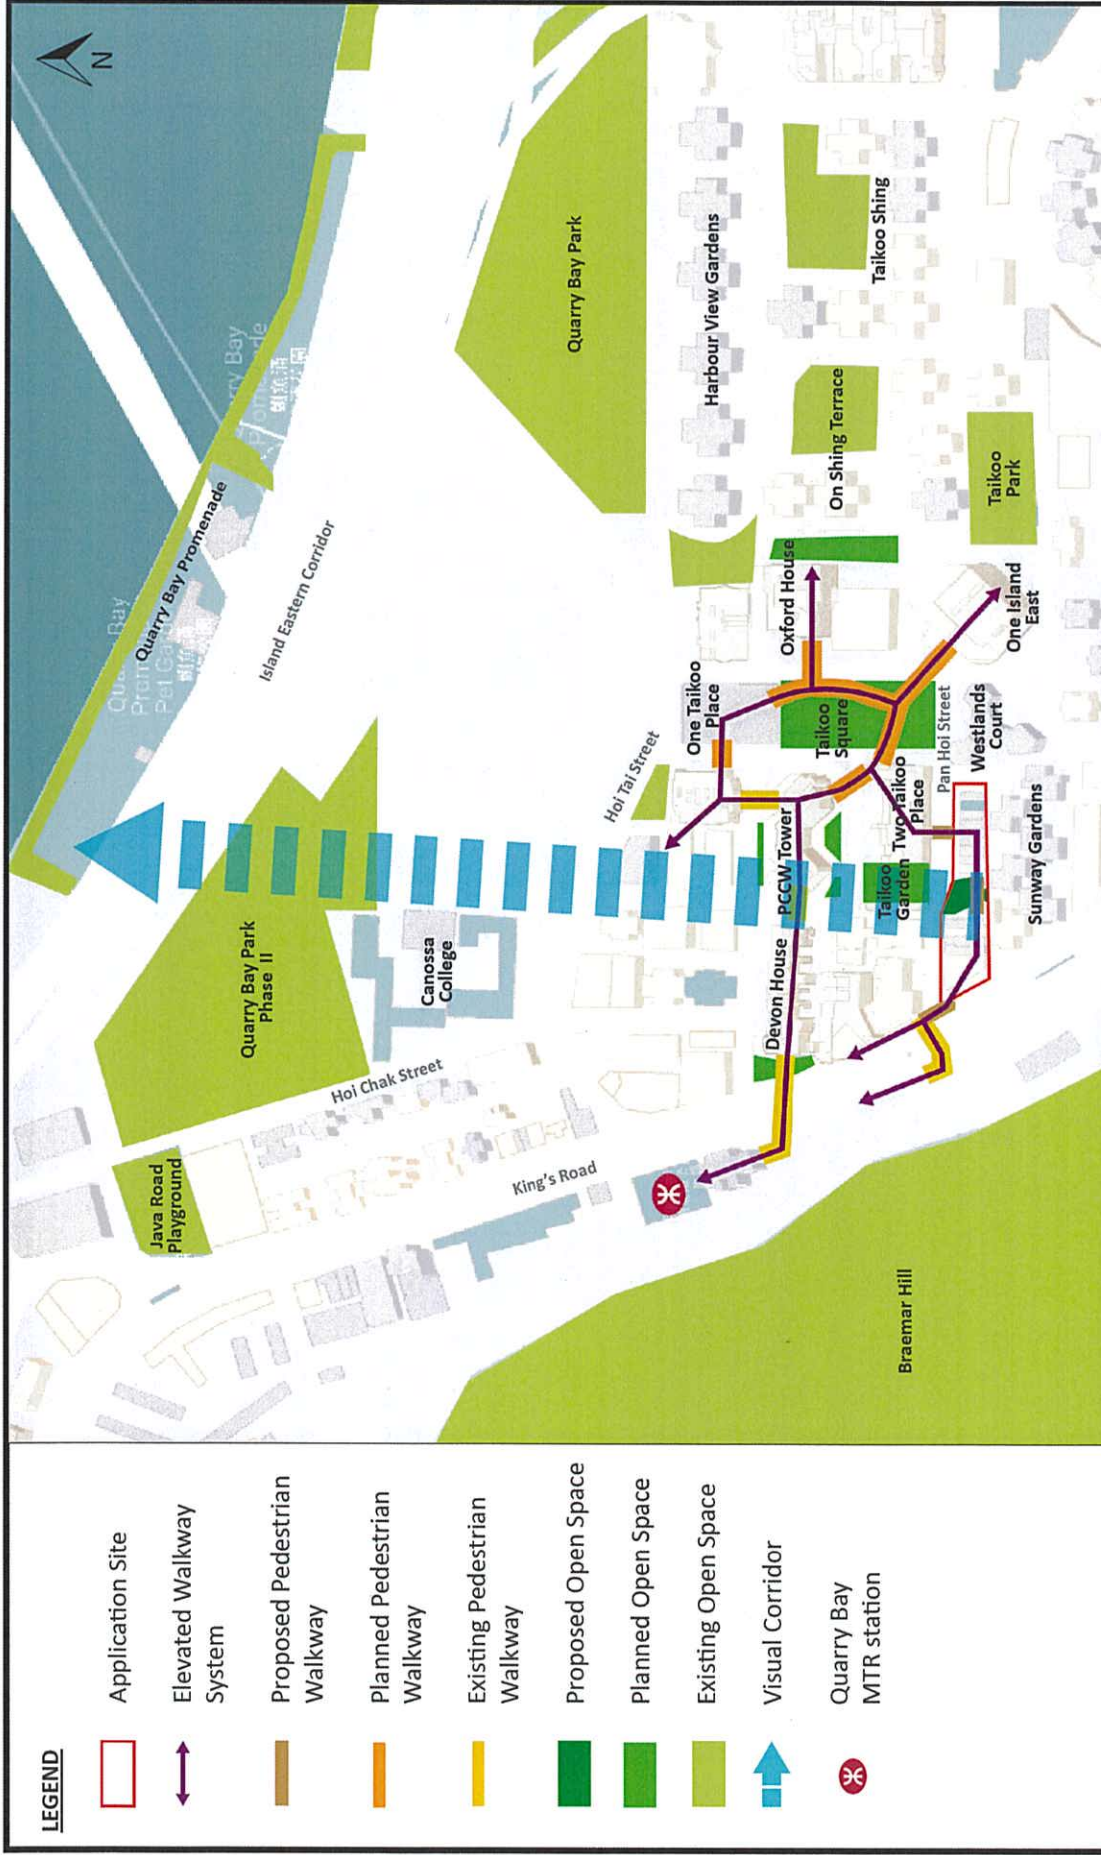 LEGEND
Application Site
Elevated Walkway
System
Proposed Pedestrian
Walkway
Planned Pedestrian
Walkway
Existing Pedestrian
Walkway
Proposed Open Space
Planned Open Space
Existing Open Space
Visual Corridor
Quarry Bay
MTR station
N
Quarry Bay Promenade
Island Eastern Corridor
Quarry Bay Park
Quarry Bay Park
Phase II
Canossa
College
Hoi Chak Street
Java Road
Playground
King's Road
Hoi Tai Street
Harbour View Gardens
Taikoo Shing
On Shing Terrace
Taikoo
Park
Oxford House
One Taikoo
Place
Taikoo
Square
One Island
East
Pan Hoi Street
Westlands
Court
Two Taikoo
Place
PCCW Tower
Taikoo
Garden
Devon House
Sunway Gardens
Braemar Hill